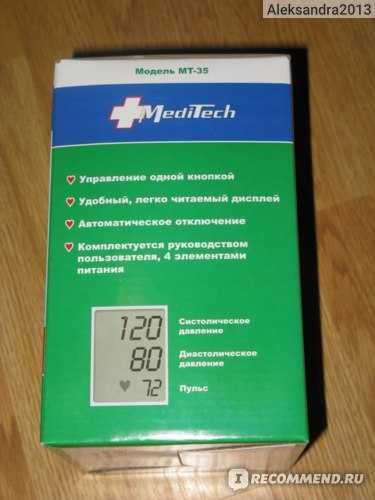 Aleksandra2013
Модель МТ-35
MediTech
Управление одной кнопкой
Удобный, легко читаемый дисплей
Автоматическое отключение
Комплектуется руководством
пользователя, 4 элементами
питания
120 Систолическое
давление
80 Диастолическое
давление
72 Пульс
IRECOMMEND.RU